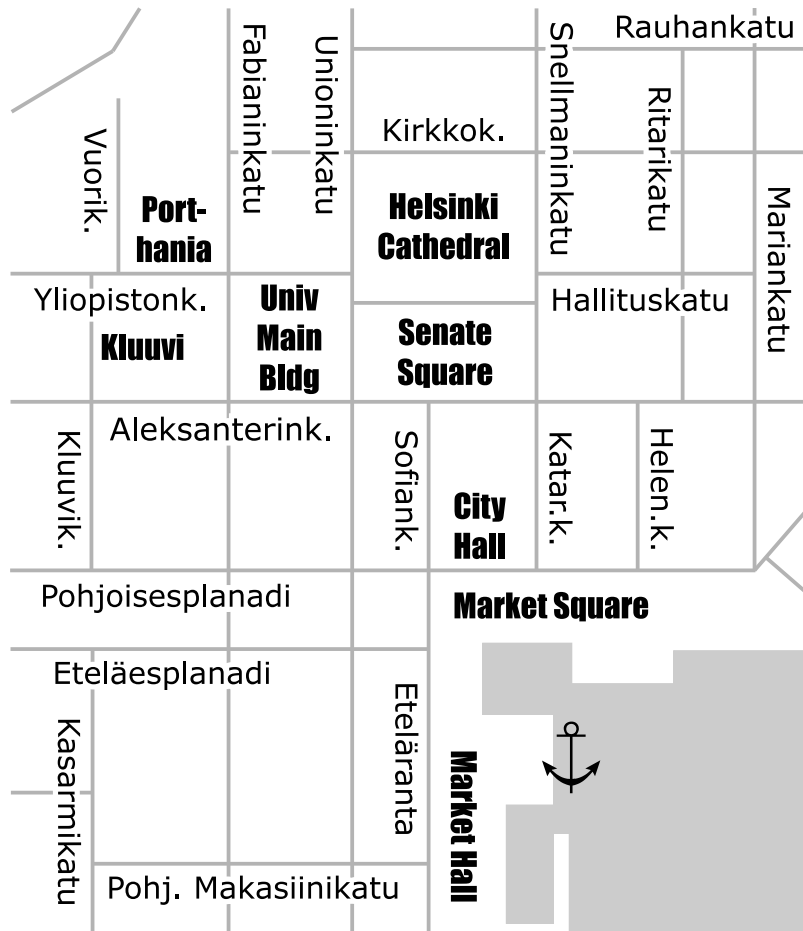 Rauhankatu
Fabianinkatu
Unioninkatu
Snellmaninkatu
Ritarikatu
Kirkkok.
Vuorik.
Mariankatu
Port-
hania
Helsinki
Cathedral
Yliopistonk.
Kluuvi
Univ
Main
Bldg
Senate
Square
Hallituskatu
Aleksanterink.
Kluuvik.
Sofiank.
Katar.k.
Helen.k.
City
Hall
Pohjoisesplanadi
Market Square
Eteläesplanadi
Eteläranta
Kasarmikatu
Market Hall
Pohj. Makasiinikatu